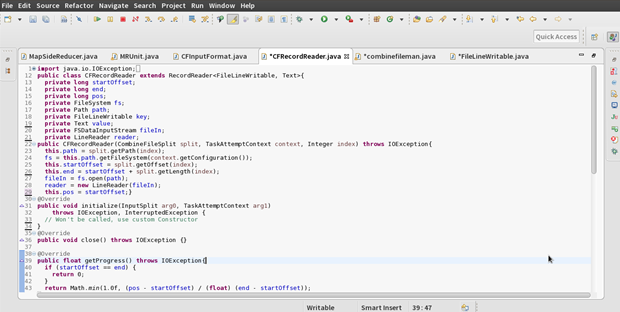 File Edit Source Refactor Navigate Search Project Run Window Help
Quick Access
MapSideReducer.java MRUnit.java CFInputFormat.java *CFRecordReader.java *combinefileman.java *FileLineWritable.java
1 import java.io.IOException;
12 public class CFRecordReader extends RecordReader<FileLineWritable, Text>{
13 private long startOffset;
14 private long end;
15 private long pos;
16 private FileSystem fs;
17 private Path path;
18 private FileLineWritable key;
19 private Text value;
20 private FSDataInputStream fileIn;
21 private LineReader reader;
22 public CFRecordReader(CombineFileSplit split, TaskAttemptContext context, Integer index) throws IOException{
23 this.path = split.getPath(index);
24 fs = this.path.getFileSystem(context.getConfiguration());
25 this.startOffset = split.getOffset(index);
26 this.end = startOffset + split.getLength(index);
27 fileIn = fs.open(path);
28 reader = new LineReader(fileIn);
29 this.pos = startOffset;}
30 @Override
31 public void initialize(InputSplit arg0, TaskAttemptContext arg1)
32 throws IOException, InterruptedException {
33 // Won't be called, use custom Constructor
34 }
35 @Override
36 public void close() throws IOException {}
37
38 @Override
39 public float getProgress() throws IOException{
40 if (startOffset == end) {
41 return 0;
42 }
43 return Math.min(1.0f, (pos - startOffset) / (float) (end - startOffset));
Writable Smart Insert 39 : 47